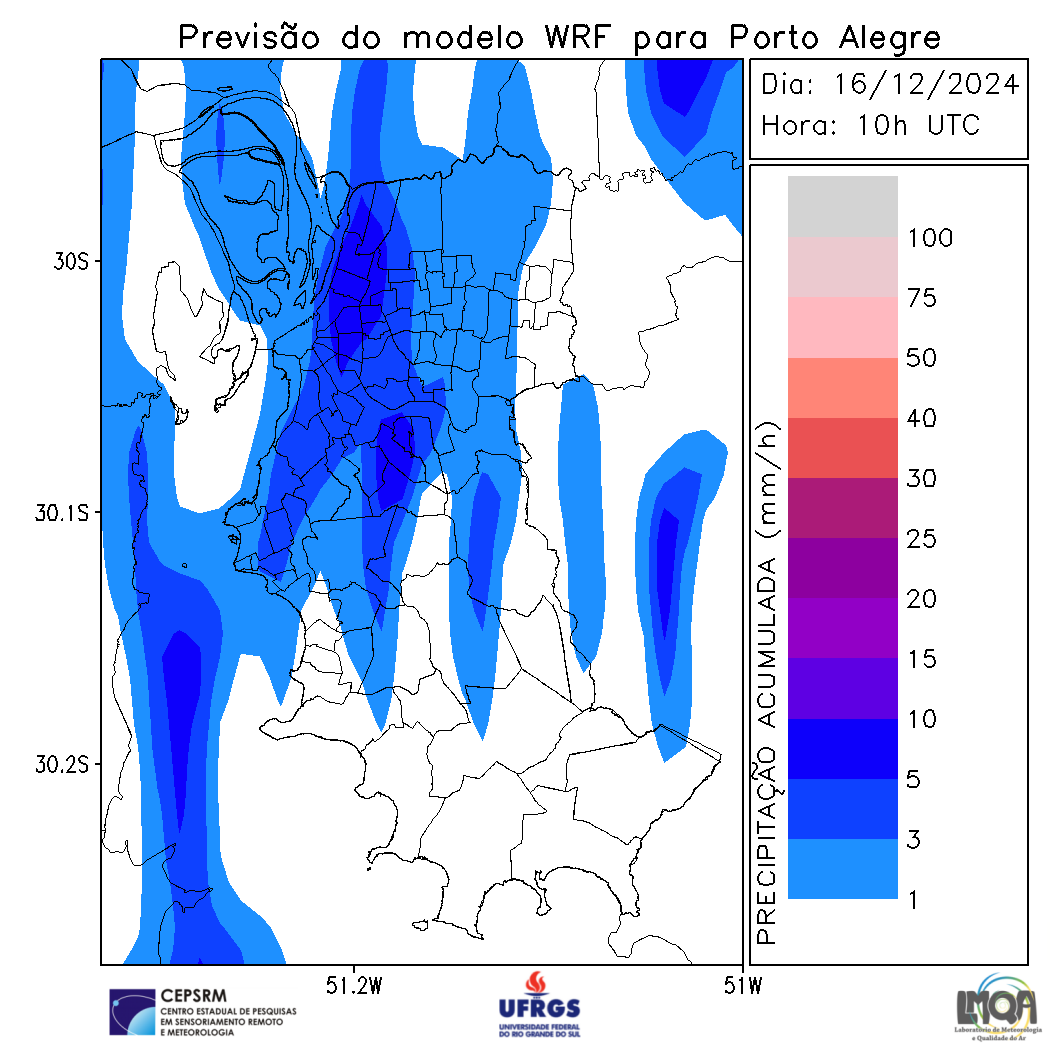 Previsão do modelo WRF para Porto Alegre
Dia: 16/12/2024
Hora: 10h UTC
30S
30.1S
30.2S
51.2W
51W
PRECIPITAÇÃO ACUMULADA (mm/h)
100
75
50
40
30
25
20
15
10
5
3
1
CEPSRM
CENTRO ESTADUAL DE PESQUISAS
EM SENSORIAMENTO REMOTO
E METEOROLOGIA
UFRGS
UNIVERSIDADE FEDERAL
DO RIO GRANDE DO SUL
LMQA
Laboratório de Meteorologia
e Qualidade do Ar